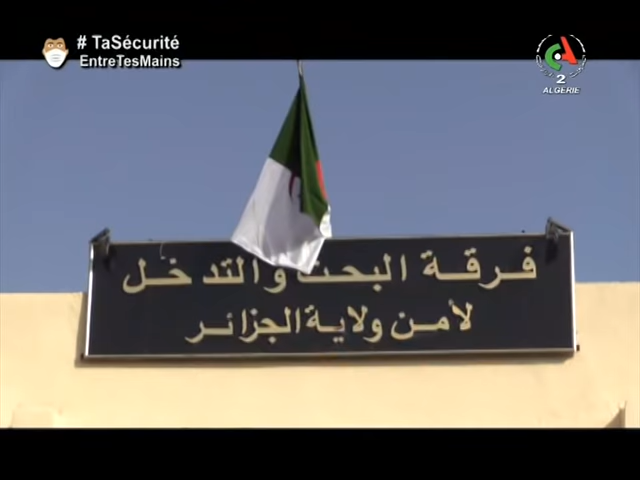 # TaSécurité
EntreTesMains
2
ALGERIE
فرقة البحث والتدخل
لأمن ولاية الجزائر